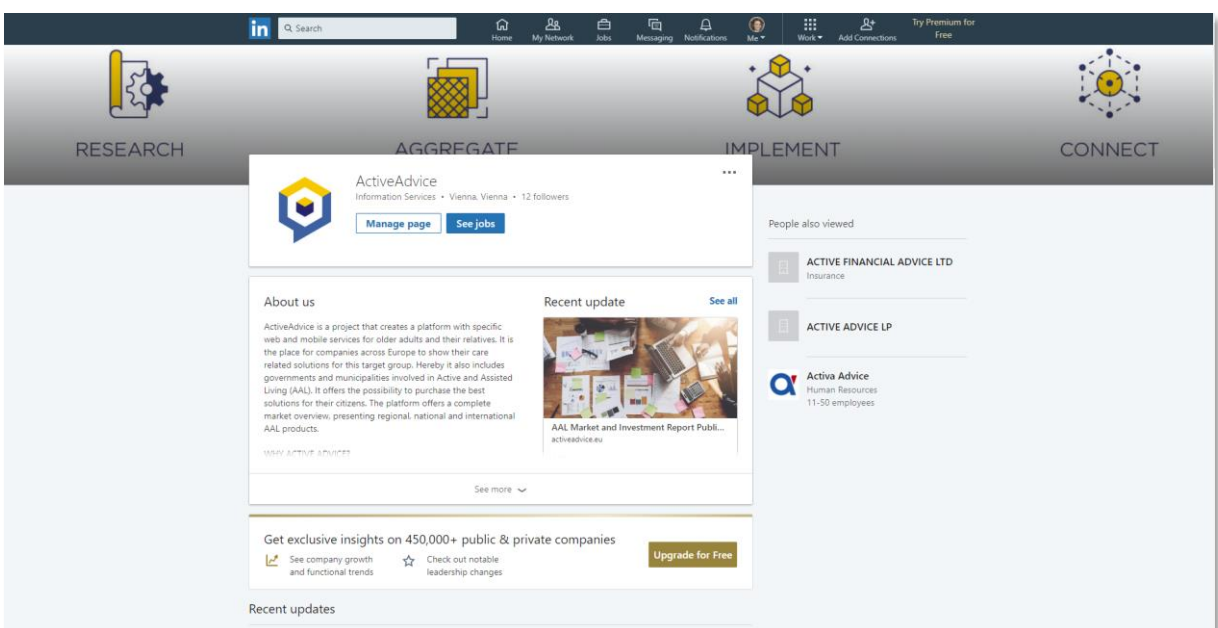 in
Search
Home
My Network
Jobs
Messaging
Notifications
Me
Work
Add Connections
Try Premium for
Free
RESEARCH
AGGREGATE
IMPLEMENT
CONNECT
ActiveAdvice
Information Services • Vienna, Vienna • 12 followers
Manage page
See jobs
People also viewed
ACTIVE FINANCIAL ADVICE LTD
Insurance
ACTIVE ADVICE LP
Activa Advice
Human Resources
11-50 employees
About us
ActiveAdvice is a project that creates a platform with specific
web and mobile services for older adults and their relatives. It is
the place for companies across Europe to show their care
related solutions for this target group. Hereby it also includes
governments and municipalities involved in Active and Assisted
Living (AAL). It offers the possibility to purchase the best
solutions for their citizens. The platform offers a complete
market overview, presenting regional, national and international
AAL products.
WHY ACTIVE ADVICE?
Recent update
See all
AAL Market and Investment Report Publi...
activeadvice.eu
See more
Get exclusive insights on 450,000+ public & private companies
See company growth
and functional trends
Check out notable
leadership changes
Upgrade for Free
Recent updates